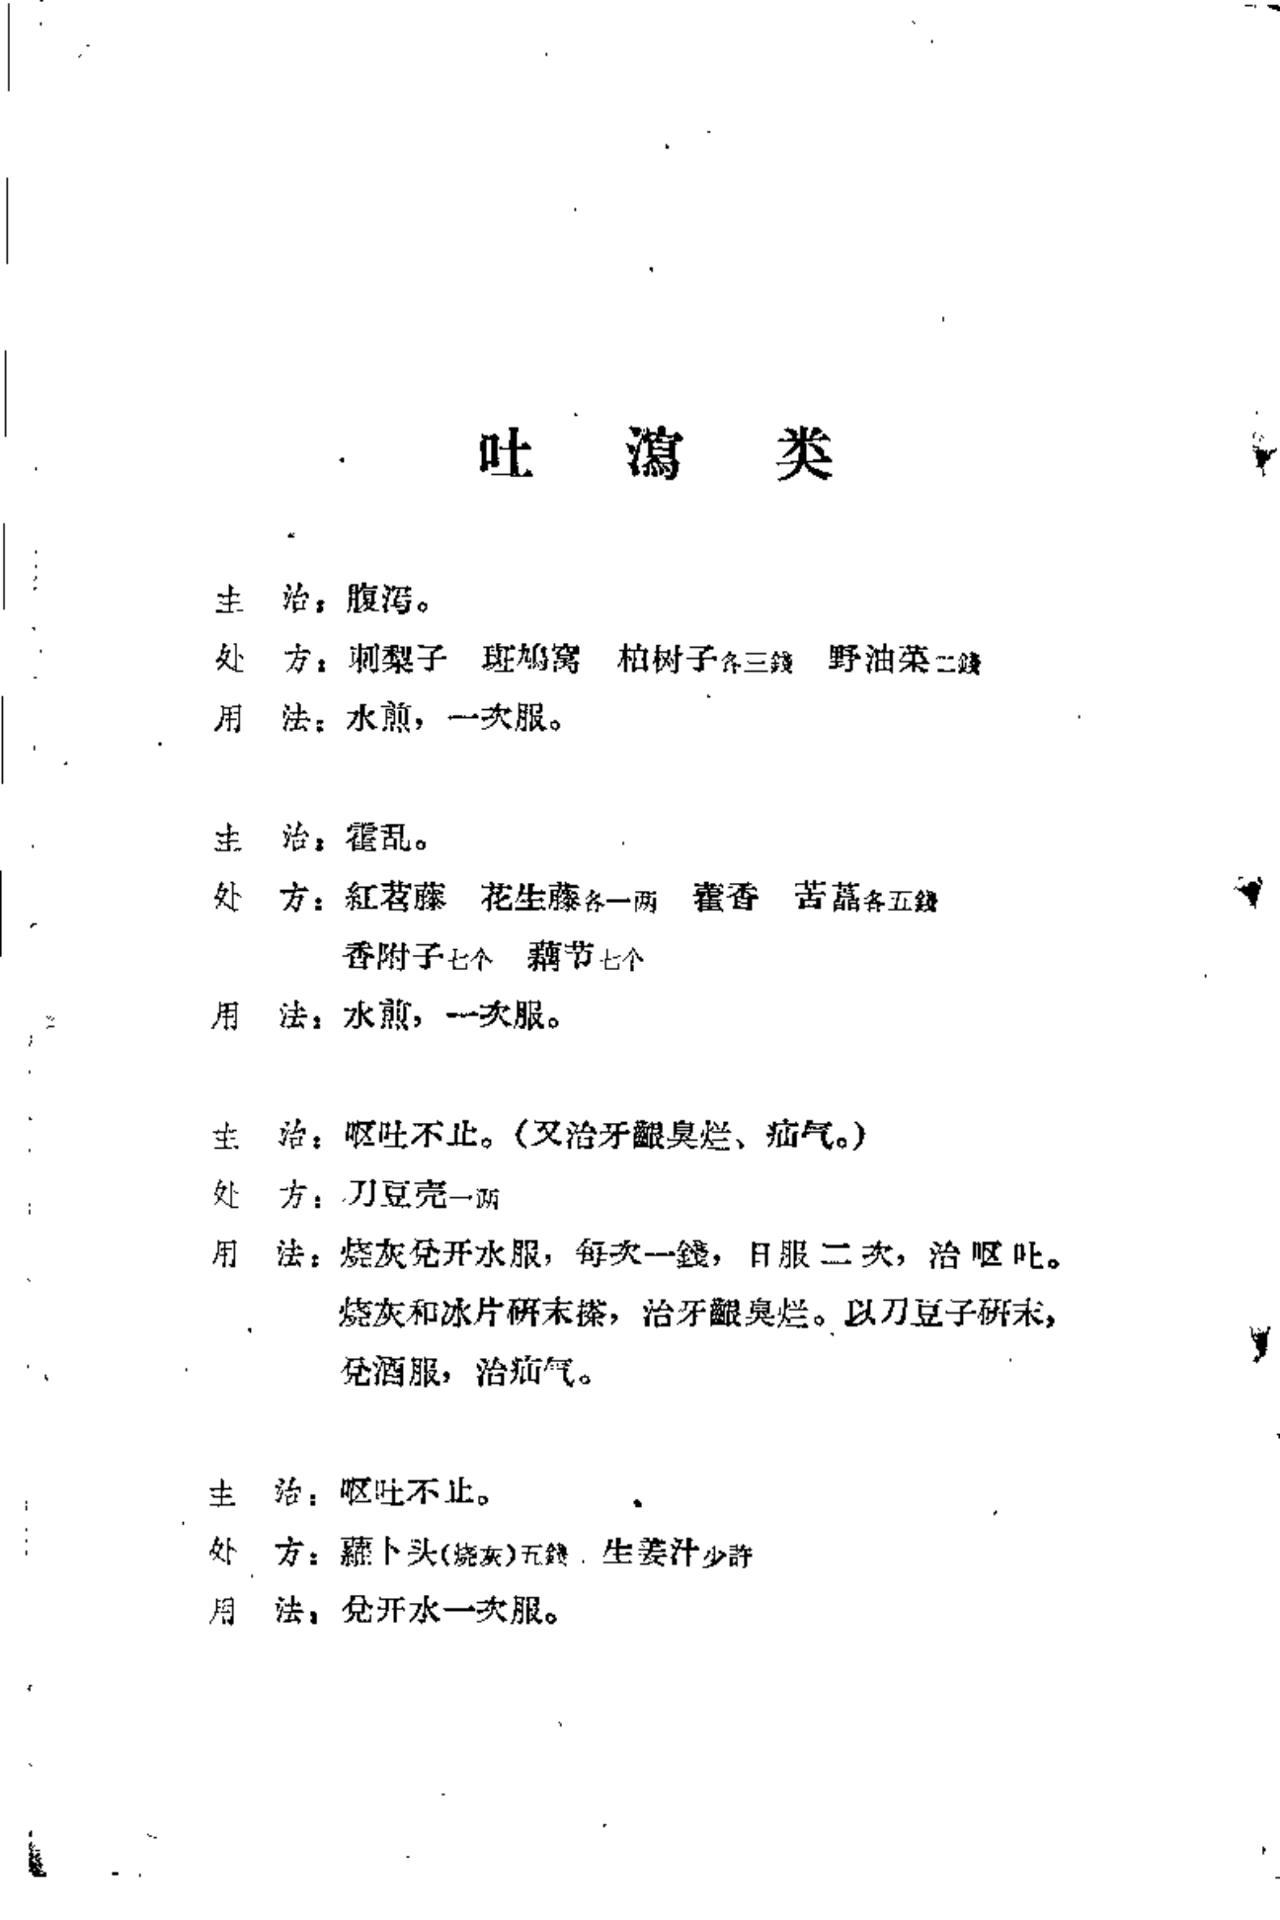 吐 瀉 类
主 治：腹泻。
处 方：刺梨子 斑鸠窝 柏树子各三錢 野油菜二錢
用 法：水煎，一次服。
主 治：霍乱。
处 方：紅苕藤 花生藤各一两 藿香 苦藠各五錢
香附子七个 藕节七个
用 法：水煎，一次服。
主 治：呕吐不止。（又治牙齦臭烂、疝气。）
处 方：刀豆壳一两
用 法：烧灰兌开水服，每次一錢，日服二次，治呕吐。
烧灰和冰片研末搽，治牙齦臭烂。以刀豆子研末，
兌酒服，治疝气。
主 治：呕吐不止。
处 方：蘿卜头（烧灰）五錢 生姜汁少許
用 法：兌开水一次服。